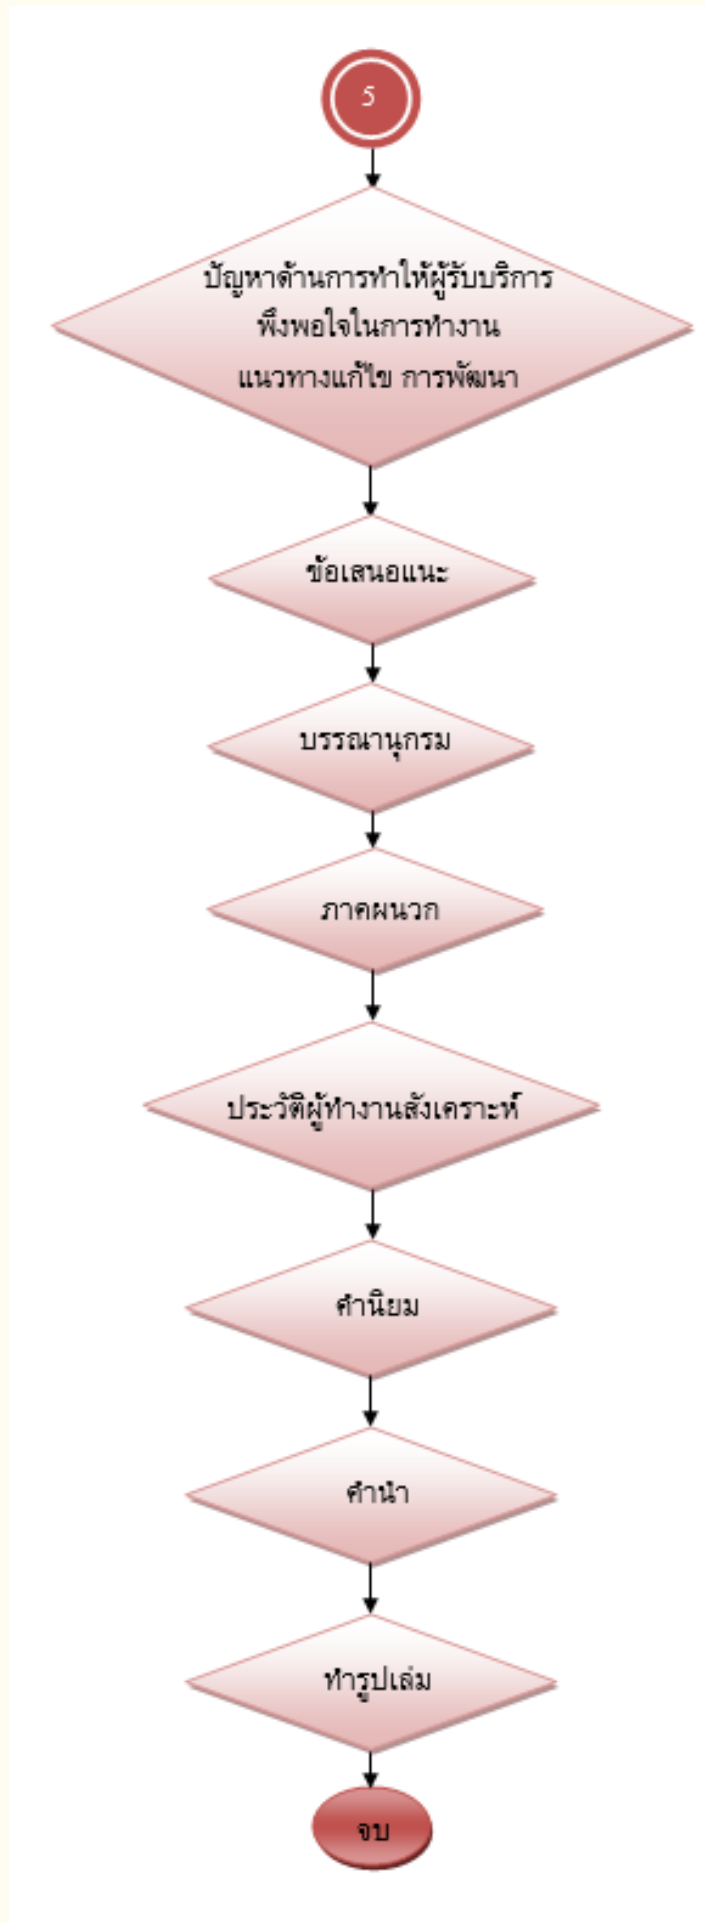 5
ปัญหาด้านการทำให้ผู้รับบริการ
พึงพอใจในการทำงาน
แนวทางแก้ไข การพัฒนา
ข้อเสนอแนะ
บรรณานุกรม
ภาคผนวก
ประวัติผู้ทำงานสังเคราะห์
คำนิยม
คำนำ
ทำรูปเล่ม
จบ